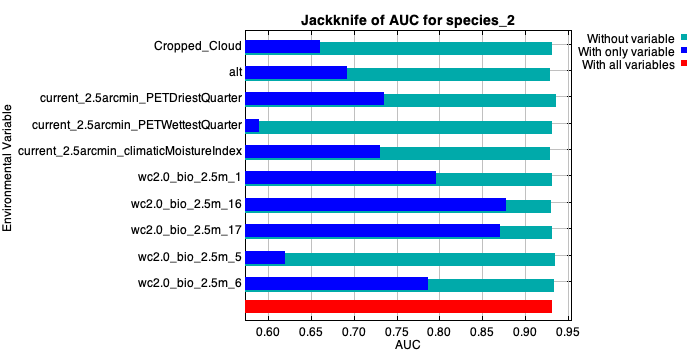 Jackknife of AUC for species_2
Without variable
With only variable
With all variables
Environmental Variable
Cropped_Cloud
alt
current_2.5arcmin_PETDriestQuarter
current_2.5arcmin_PETWettestQuarter
current_2.5arcmin_climaticMoistureIndex
wc2.0_bio_2.5m_1
wc2.0_bio_2.5m_16
wc2.0_bio_2.5m_17
wc2.0_bio_2.5m_5
wc2.0_bio_2.5m_6
0.60 0.65 0.70 0.75 0.80 0.85 0.90 0.95
AUC